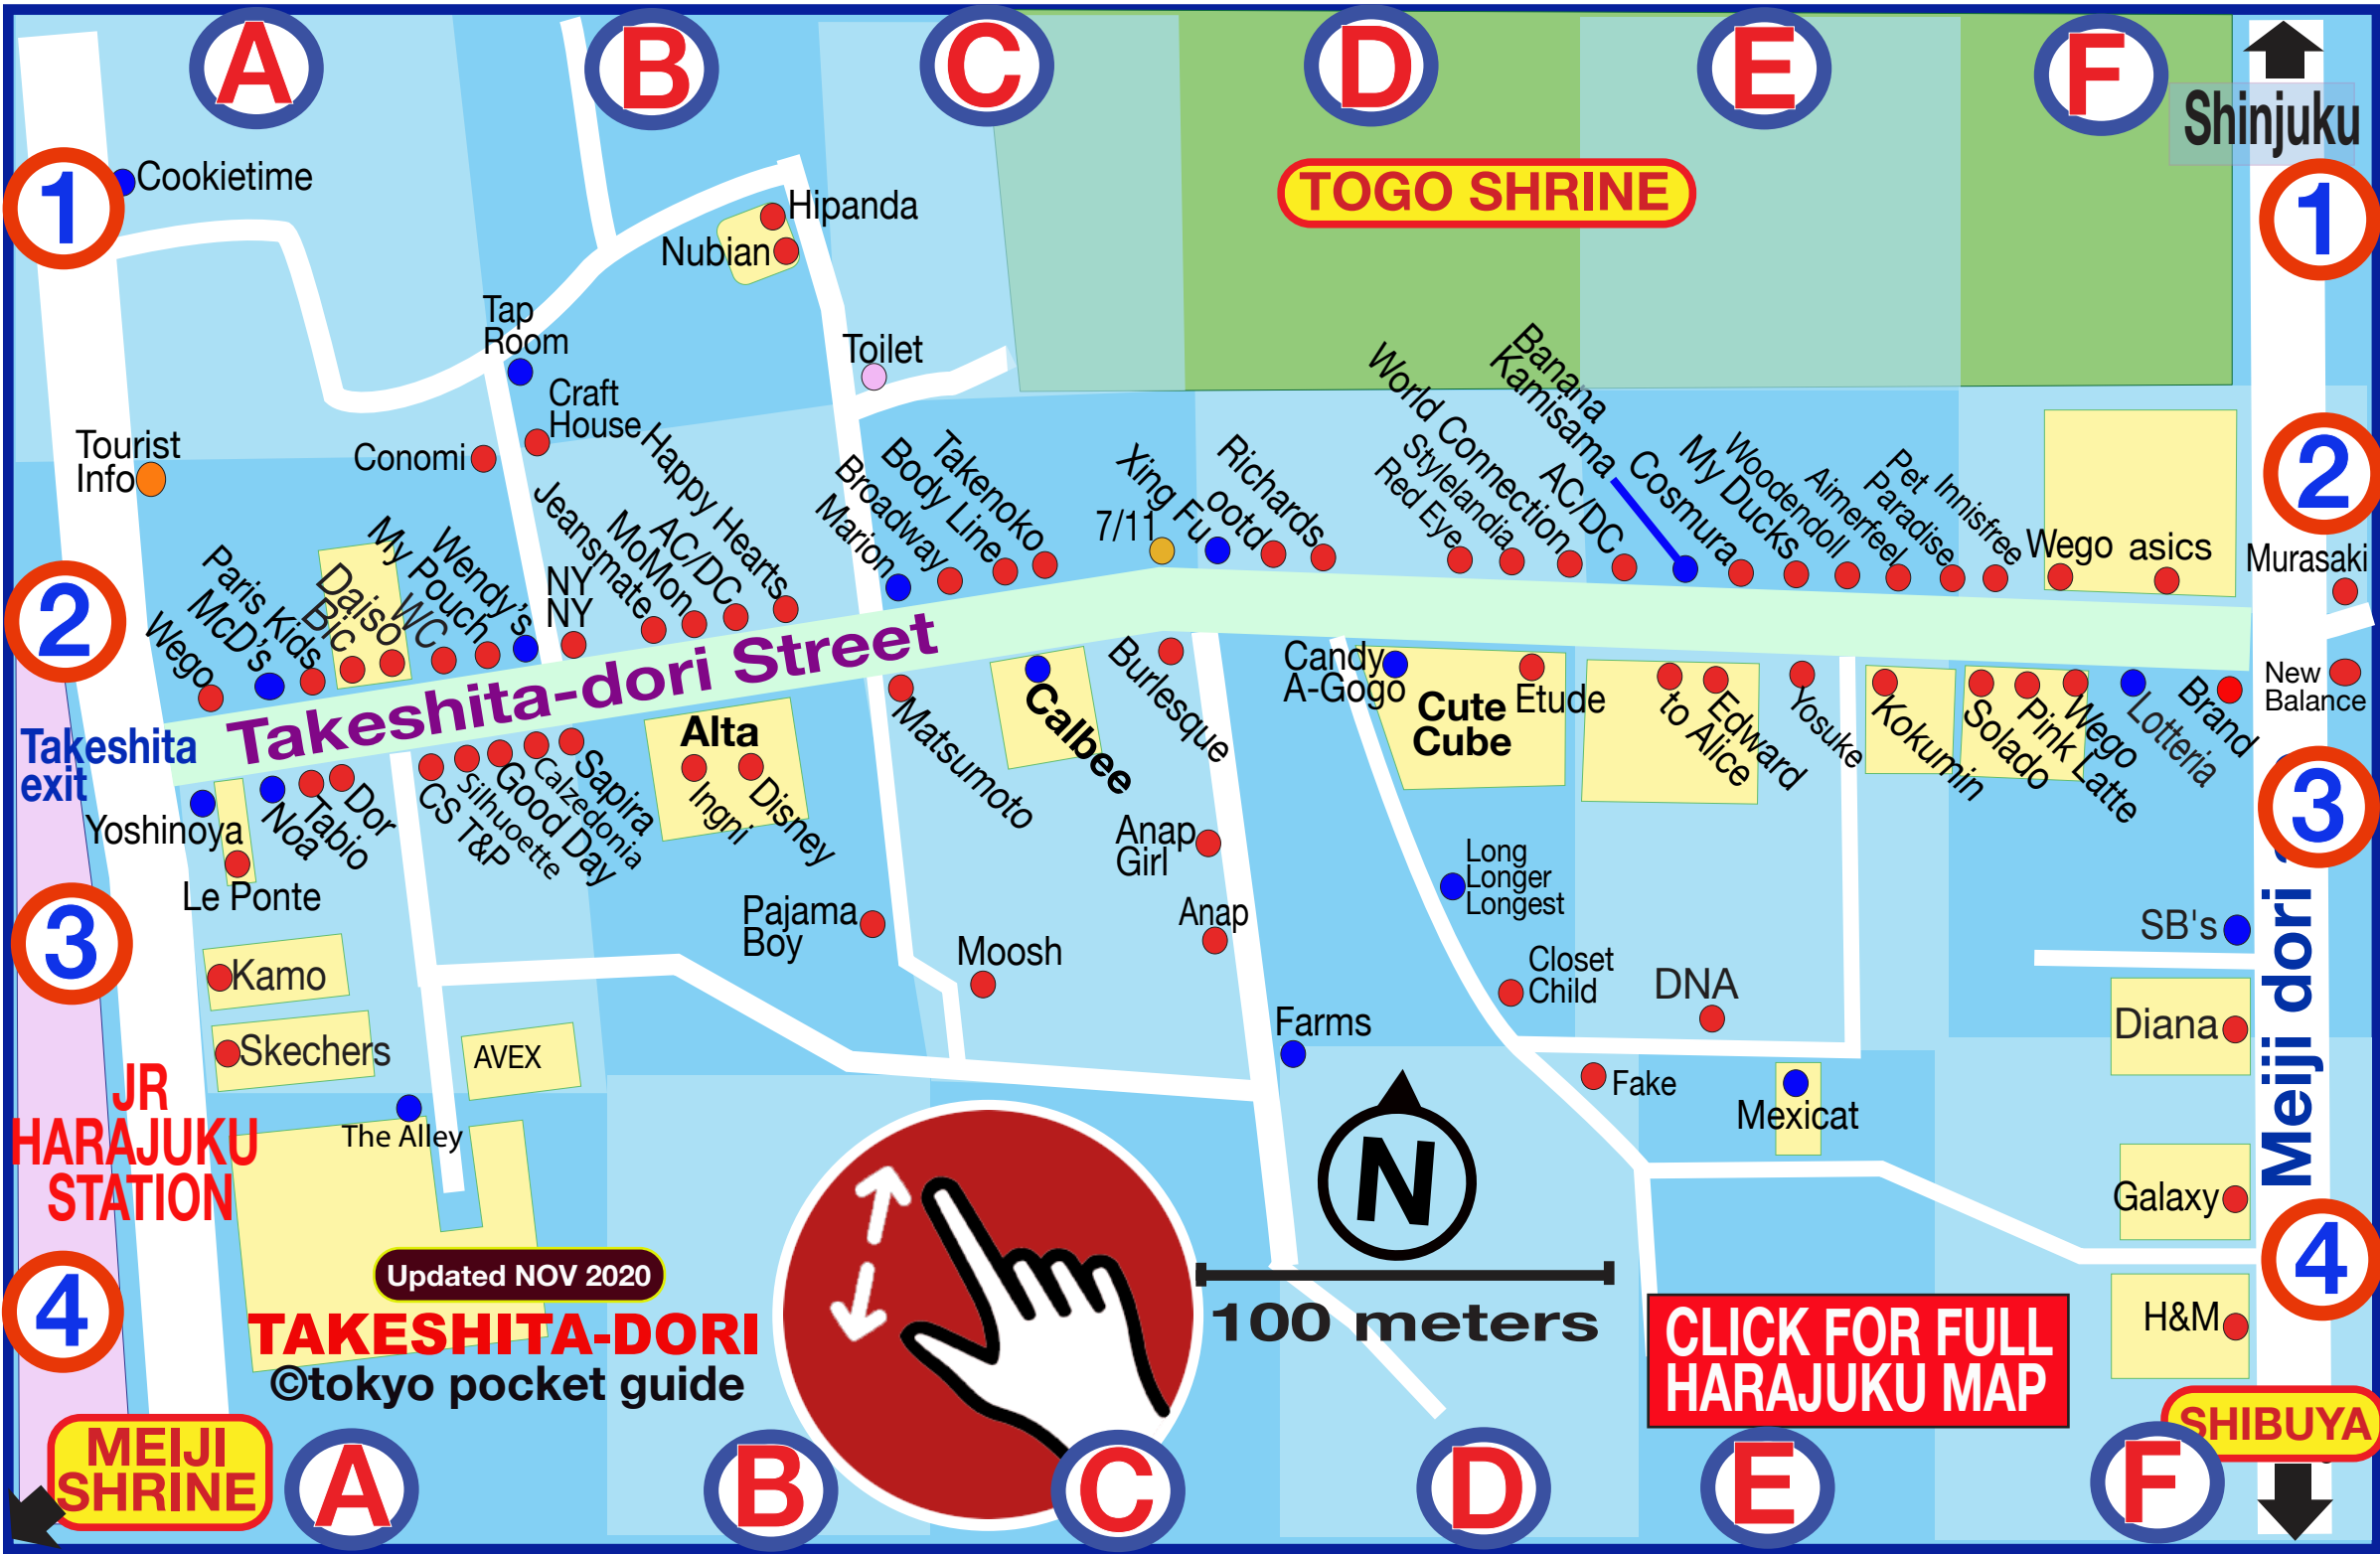 A
B
C
D
E
F
Shinjuku
1
Cookietime
Hipanda
Nubian
TOGO SHRINE
1
Tap
Room
Craft
House
Toilet
Tourist
Info
Conomi
2
Wego
McD's
Paris Kids
Bic
Daiso
WC
My Pouch
Wendy's
NY
NY
Jeansmate
MoMon
AC/DC
Happy Hearts
Marion
Broadway
Body Line
Takenoko
7/11
Xing Fu
ootd
Richards
Red Eye
Stylelandia
World Connection
AC/DC
Banana
Kamisama
Cosmura
My Ducks
Woodendoll
Aimerfeel
Pet
Paradise
Innisfree
Wego
asics
2
Murasaki
Takeshita-dori Street
Takeshita
exit
Yoshinoya
Le Ponte
Noa
Tabio
Dor
CS T&P
Silhuoette
Good Day
Calzedonia
Sapira
Alta
Ingni
Disney
Matsumoto
Calbee
Burlesque
Candy
A-Gogo
Cute
Cube
Etude
to Alice
Edward
Yosuke
Kokumin
Solado
Pink Latte
Wego
Lotteria
Brand
New
Balance
3
3
Anap
Girl
Anap
Pajama
Boy
Moosh
Long
Longer
Longest
Closet
Child
DNA
SB's
Kamo
Skechers
AVEX
The Alley
Farms
Fake
Mexicat
Diana
Meiji dori
JR
HARAJUKU
STATION
N
Galaxy
4
4
Updated NOV 2020
TAKESHITA-DORI
©tokyo pocket guide
100 meters
CLICK FOR FULL
HARAJUKU MAP
H&M
MEIJI
SHRINE
SHIBUYA
A
B
C
D
E
F